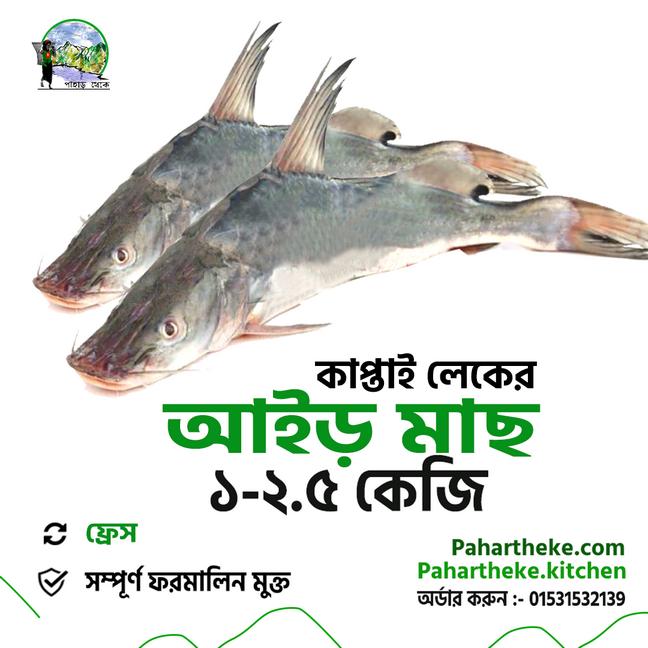 পাহাড় থেকে
কাপ্তাই লেকের
আইড় মাছ
১-২.৫ কেজি
ফ্রেস
সম্পূর্ণ ফরমালিন মুক্ত
Pahartheke.com
Pahartheke.kitchen
অর্ডার করুন :- 01531532139